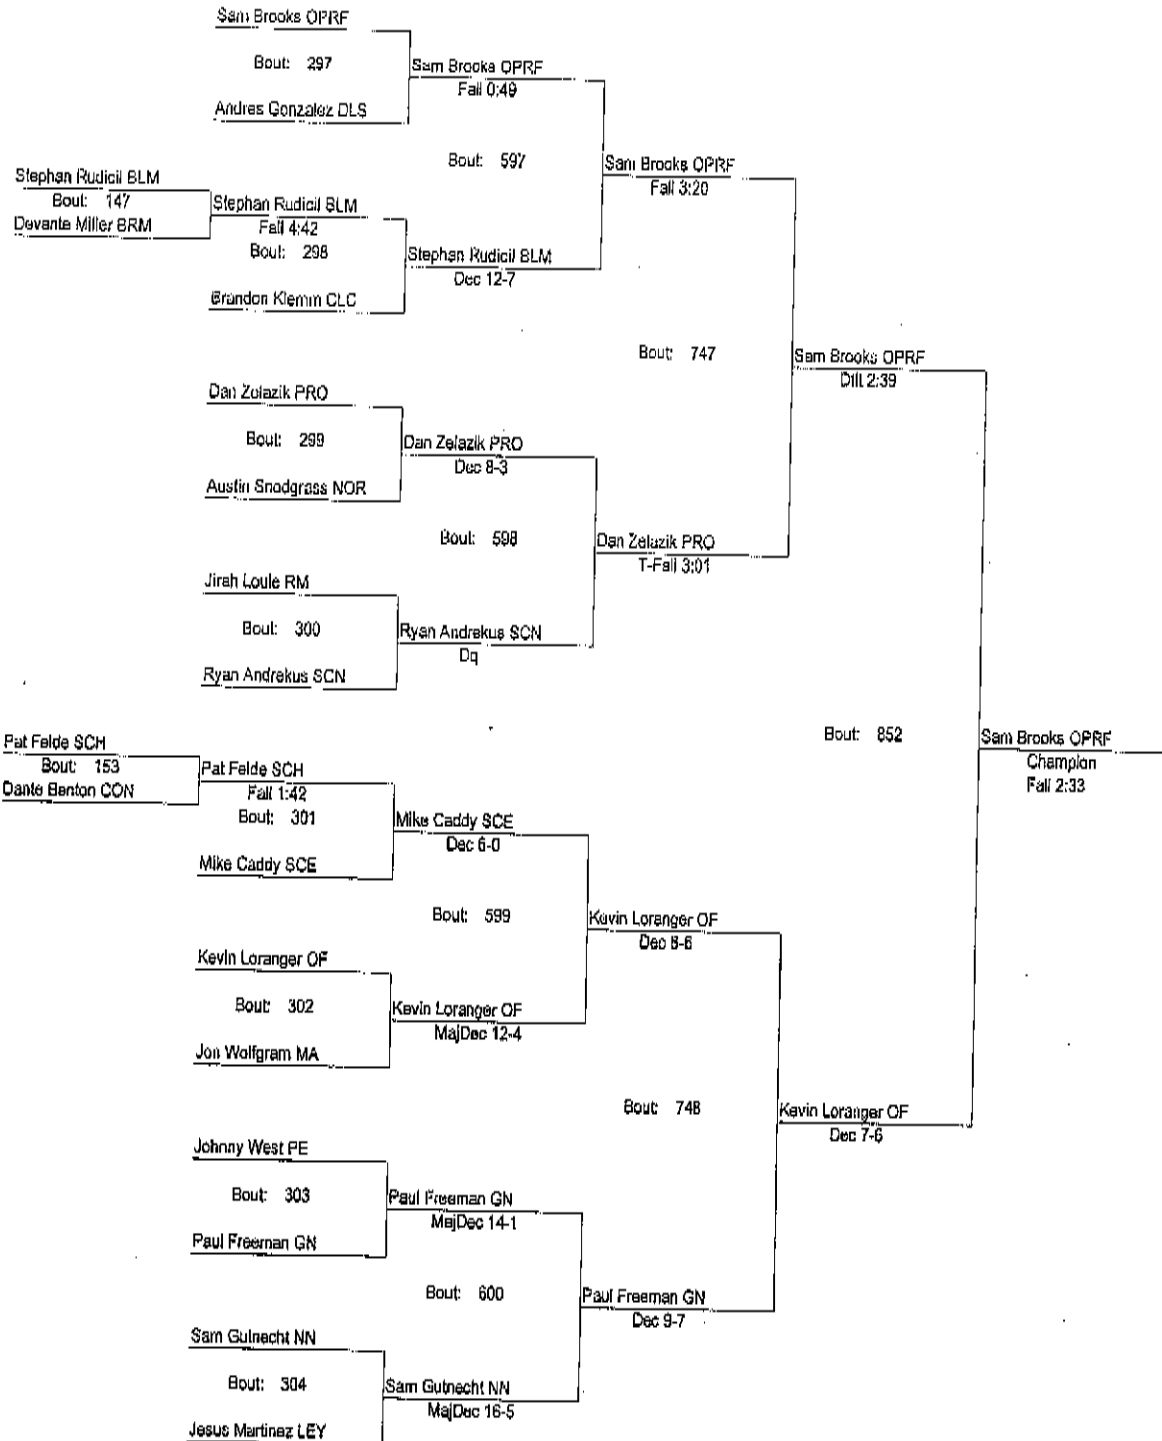 Sam Brooks OPRF
Bout: 297
Sam Brooks OPRF
Fall 0:49
Andres Gonzalez DLS
Bout: 597
Sam Brooks OPRF
Fall 3:20
Stephan Rudicil BLM
Bout: 147
Devante Miller BRM
Stephan Rudicil BLM
Fall 4:42
Bout: 298
Stephan Rudicil BLM
Dec 12-7
Brandon Klemm CLC
Bout: 747
Sam Brooks OPRF
Dflt 2:39
Dan Zelazik PRO
Bout: 299
Dan Zelazik PRO
Dec 8-3
Austin Snodgrass NOR
Bout: 598
Dan Zelazik PRO
T-Fall 3:01
Jirah Louie RM
Bout: 300
Ryan Andrekus SCN
Dq
Ryan Andrekus SCN
Bout: 852
Sam Brooks OPRF
Champion
Fall 2:33
Pat Felde SCH
Bout: 153
Dante Benton CON
Pat Felde SCH
Fall 1:42
Bout: 301
Mike Caddy SCE
Dec 6-0
Mike Caddy SCE
Bout: 599
Kevin Loranger OF
Dec 8-6
Kevin Loranger OF
Bout: 302
Kevin Loranger OF
MajDec 12-4
Jon Wolfgram MA
Bout: 748
Kevin Loranger OF
Dec 7-6
Johnny West PE
Bout: 303
Paul Freeman GN
MajDec 14-1
Paul Freeman GN
Bout: 600
Paul Freeman GN
Dec 9-7
Sam Gutnecht NN
Bout: 304
Sam Gutnecht NN
MajDec 16-5
Jesus Martinez LEY